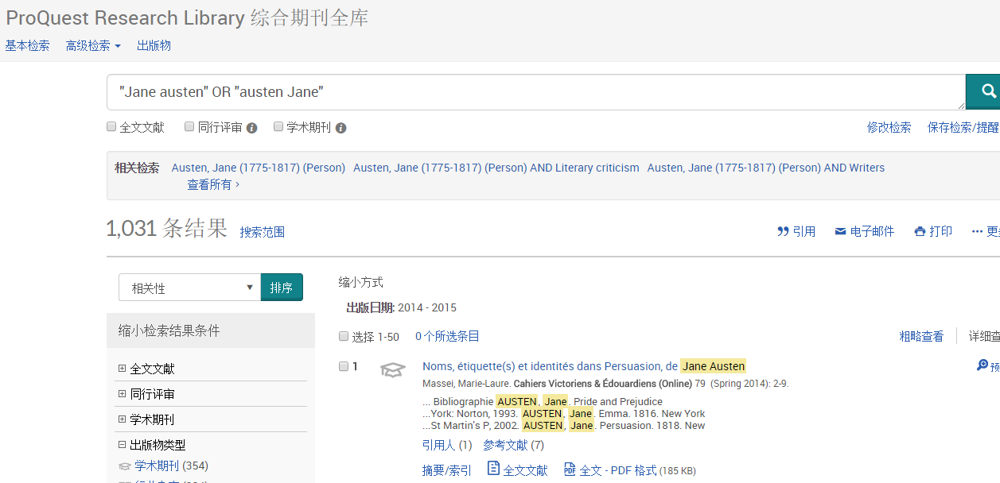 ProQuest Research Library 综合期刊全库
基本检索 高级检索 出版物
"Jane austen" OR "austen Jane"
全文文献 同行评审 学术期刊 修改检索 保存检索/提醒
相关检索 Austen, Jane (1775-1817) (Person) Austen, Jane (1775-1817) (Person) AND Literary criticism Austen, Jane (1775-1817) (Person) AND Writers
查看所有 ›
1,031 条结果 搜索范围 引用 电子邮件 打印 ··· 更多
相关性 排序
缩小方式
出版日期: 2014 - 2015
缩小检索结果条件
选择 1-50 0 个所选条目 粗略查看 详细查
全文文献
同行评审
学术期刊
出版物类型
学术期刊 (354)
1 Noms, étiquette(s) et identités dans Persuasion, de Jane Austen 预
Massei, Marie-Laure. Cahiers Victoriens & Édouardiens (Online) 79 (Spring 2014): 2-9.
... Bibliographie AUSTEN, Jane. Pride and Prejudice
...York: Norton, 1993. AUSTEN, Jane. Emma. 1816. New York
...St Martin's P, 2002. AUSTEN, Jane. Persuasion. 1818. New
引用人 (1) 参考文献 (7)
摘要/索引 全文文献 全文 - PDF 格式 (185 KB)